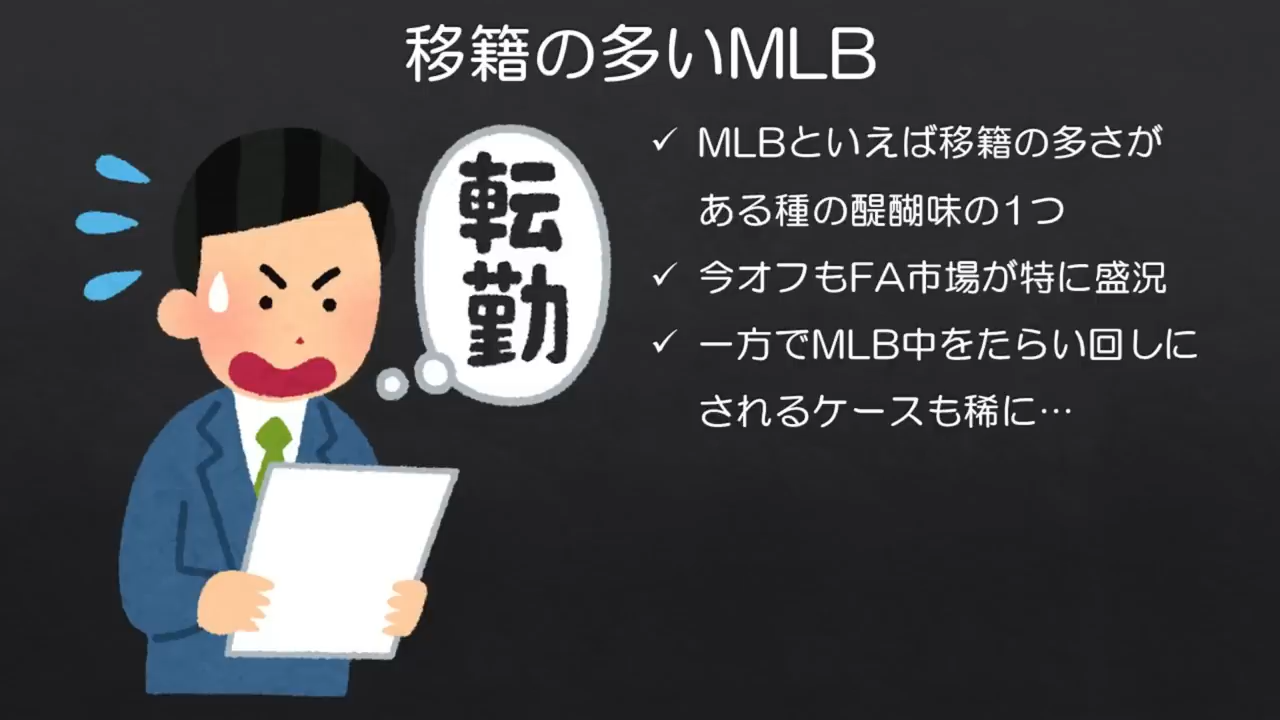 移籍の多いMLB
転勤
✓ MLBといえば移籍の多さが
ある種の醍醐味の1つ
✓ 今オフもFA市場が特に盛況
✓ 一方でMLB中をたらい回しに
されるケースも稀に…